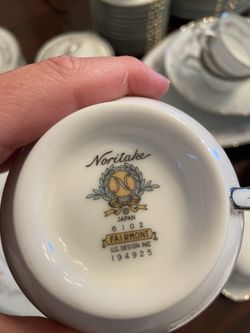 Noritake
N
JAPAN
6102
FAIRMONT
U.S. DESIGN PAT.
194925